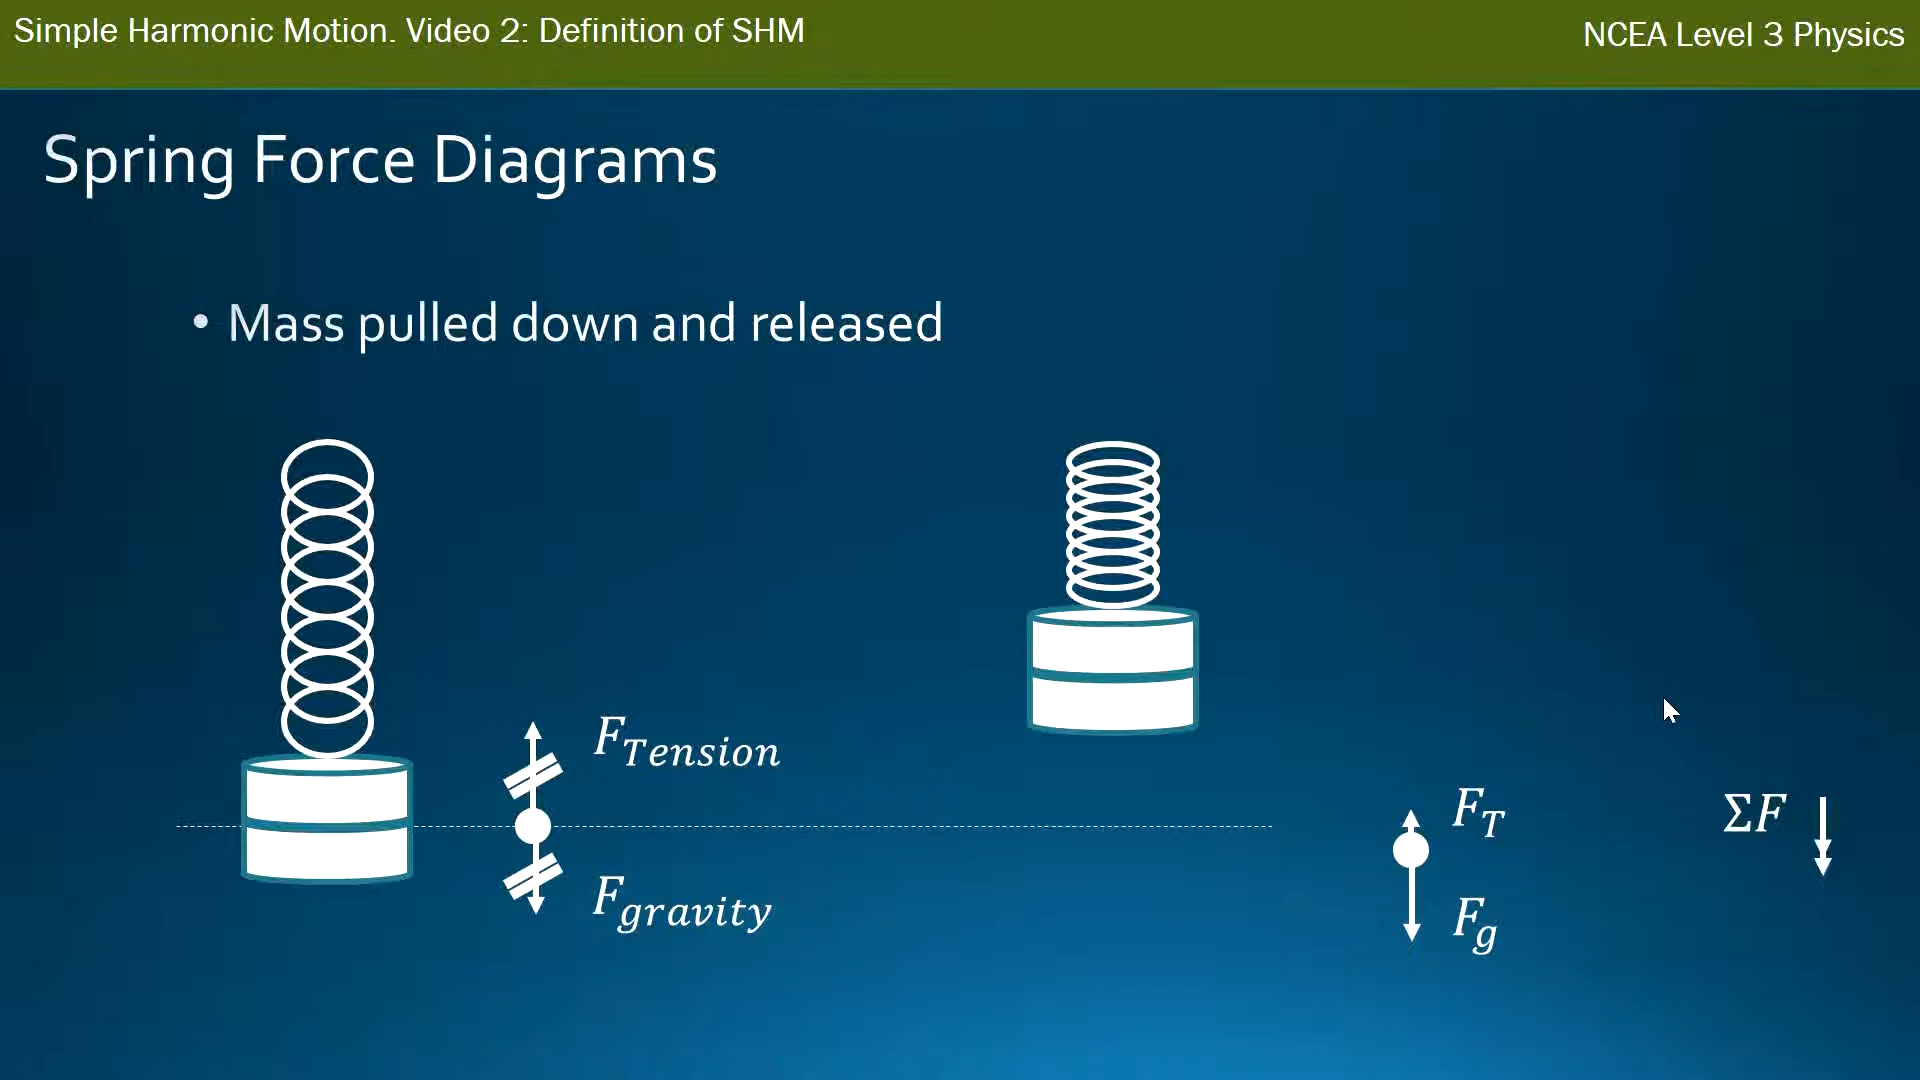 Simple Harmonic Motion. Video 2: Definition of SHM
NCEA Level 3 Physics
Spring Force Diagrams
• Mass pulled down and released
F_Tension
F_gravity
F_T
F_g
ΣF